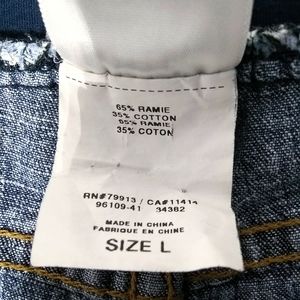 65% RAMIE
35% COTTON
65% RAMIE
35% COTON
RN#79913 / CA#11414
96109-41 34382
MADE IN CHINA
FABRIQUE EN CHINE
SIZE L